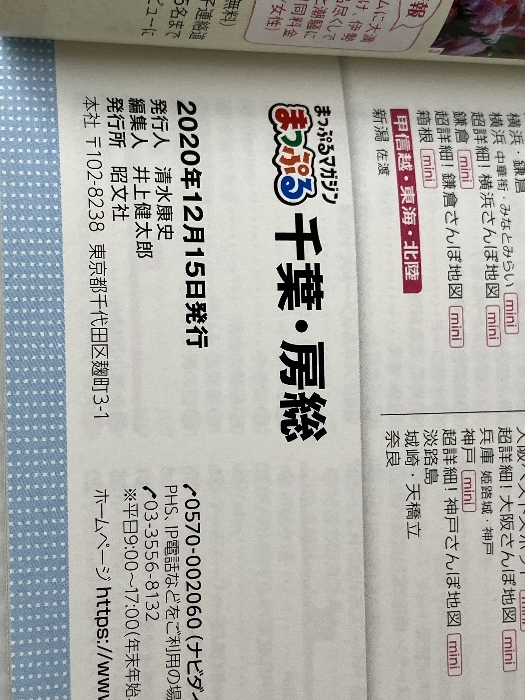 まっぷるマガジン
まっぷる 千葉・房総
2020年12月15日発行
発行人 清水康史
編集人 井上健太郎
発行所 昭文社
本社 〒102-8238 東京都千代田区麹町3-1
0570-002060 (ナビダイ
PHS、IP電話などをご利用の場
03-3556-8132
※平日9:00~17:00(年末年始
ホームページ https://www
横浜 鎌倉
横浜 中華街・みなとみらい mini
超詳細!横浜さんぽ地図 mini
鎌倉 mini
超詳細!鎌倉さんぽ地図 mini
箱根 mini
甲信越・東海・北陸
新潟 佐渡
超詳細!大阪さんぽ地図 mini
兵庫 姫路城・神戸
神戸 mini
超詳細!神戸さんぽ地図 mini
淡路島
城崎・天橋立
奈良